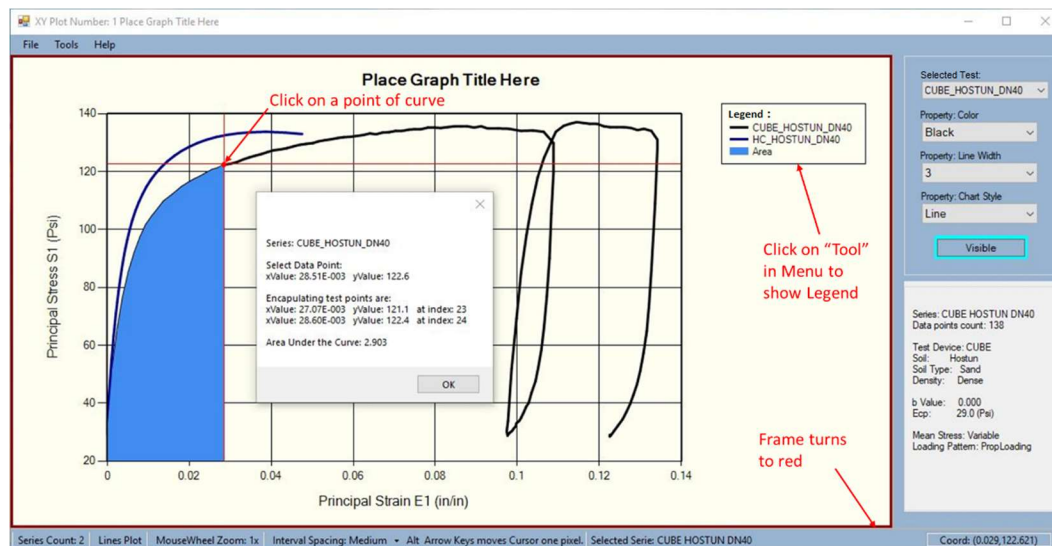 XY Plot Number: 1 Place Graph Title Here
File Tools Help
Place Graph Title Here
Click on a point of curve
140
120
100
80
60
40
20
Principal Stress S1 (Psi)
0 0.02 0.04 0.06 0.08 0.1 0.12 0.14
Principal Strain E1 (in/in)
Legend :
CUBE_HOSTUN_DN40
HC_HOSTUN_DN40
Area
Click on “Tool”
in Menu to
show Legend
Series: CUBE_HOSTUN_DN40
Select Data Point:
xValue: 28.51E-003 yValue: 122.6
Encapulating test points are:
xValue: 27.07E-003 yValue: 121.1 at index: 23
xValue: 28.60E-003 yValue: 122.4 at index: 24
Area Under the Curve: 2.903
OK
Frame turns
to red
Selected Test:
CUBE_HOSTUN_DN40
Property: Color
Black
Property: Line Width
3
Property: Chart Style
Line
Visible
Series: CUBE HOSTUN DN40
Data points count: 138
Test Device: CUBE
Soil: Hostun
Soil Type: Sand
Density: Dense
b Value: 0.000
Ecp: 29.0 (Psi)
Mean Stress: Variable
Loading Pattern: PropLoading
Series Count: 2 Lines Plot MouseWheel Zoom: 1x Interval Spacing: Medium Alt Arrow Keys moves Cursor one pixel. Selected Serie: CUBE HOSTUN DN40 Coord: (0.029,122.621)